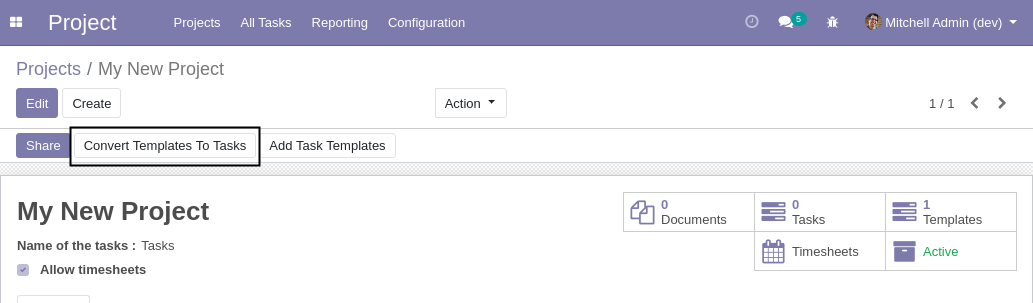 Project Projects All Tasks Reporting Configuration 5 Mitchell Admin (dev)
Projects / My New Project
Edit Create Action 1 / 1
Share Convert Templates To Tasks Add Task Templates
My New Project
0 Documents
0 Tasks
1 Templates
Name of the tasks : Tasks
Timesheets
Active
Allow timesheets